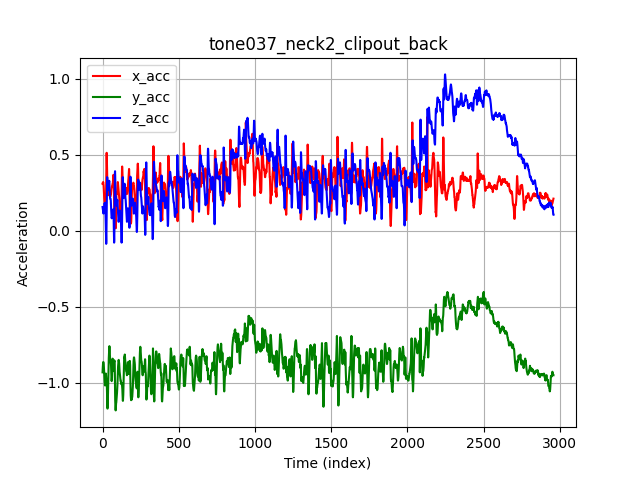 tone037_neck2_clipout_back
x_acc
y_acc
z_acc
1.0
0.5
0.0
−0.5
−1.0
Acceleration
0 500 1000 1500 2000 2500 3000
Time (index)